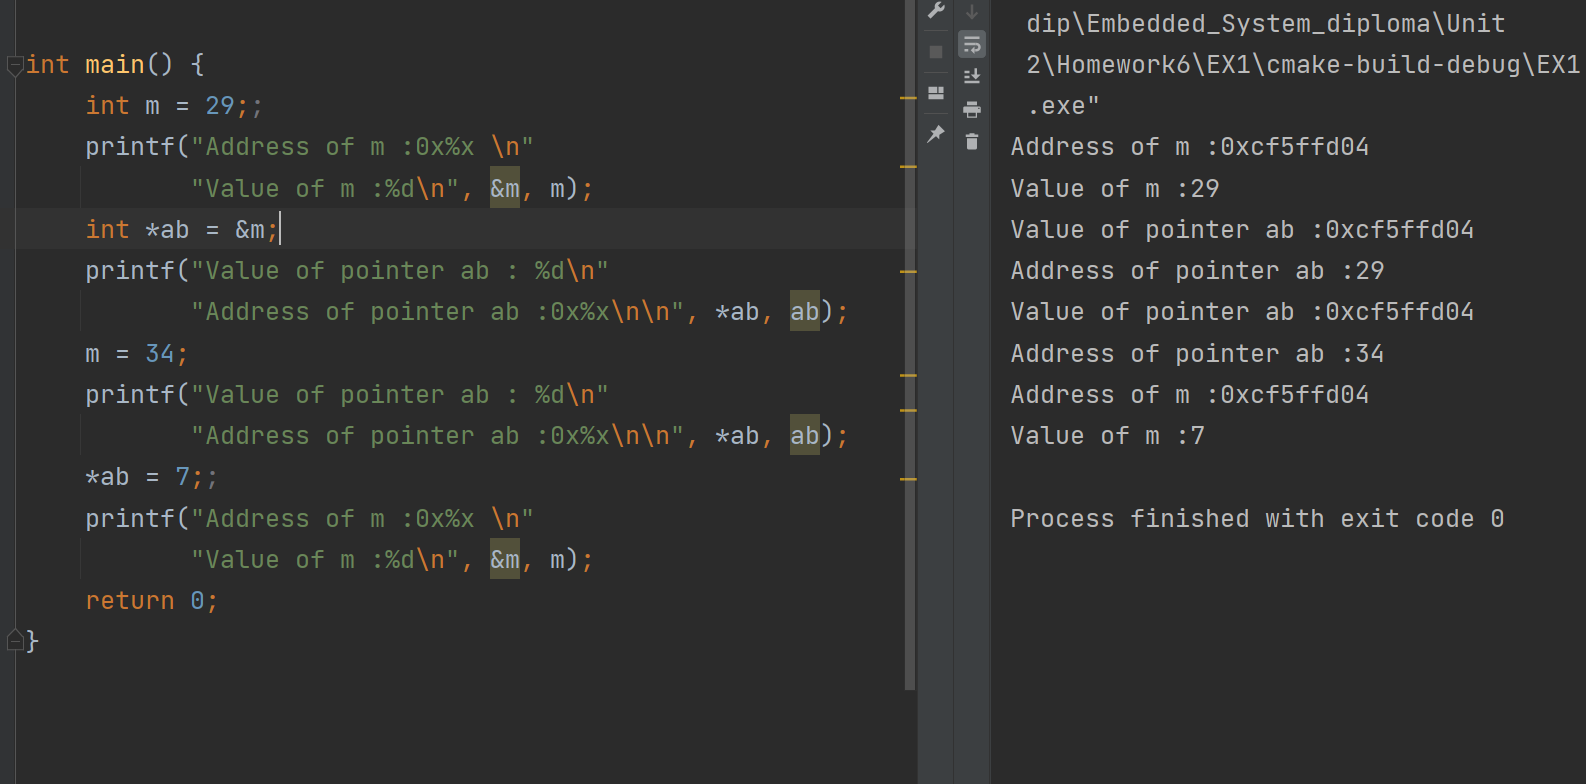 int main() {
int m = 29;;
printf("Address of m :0x%x \n"
"Value of m :%d\n", &m, m);
int *ab = &m;
printf("Value of pointer ab : %d\n"
"Address of pointer ab :0x%x\n\n", *ab, ab);
m = 34;
printf("Value of pointer ab : %d\n"
"Address of pointer ab :0x%x\n\n", *ab, ab);
*ab = 7;;
printf("Address of m :0x%x \n"
"Value of m :%d\n", &m, m);
return 0;
}
dip\Embedded_System_diploma\Unit
2\Homework6\EX1\cmake-build-debug\EX1
.exe"
Address of m :0xcf5ffd04
Value of m :29
Value of pointer ab :0xcf5ffd04
Address of pointer ab :29
Value of pointer ab :0xcf5ffd04
Address of pointer ab :34
Address of m :0xcf5ffd04
Value of m :7
Process finished with exit code 0